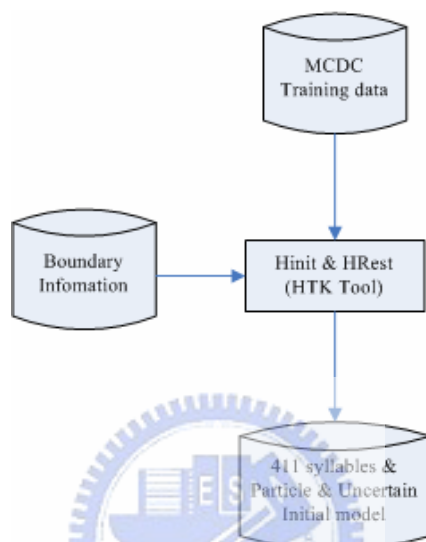 MCDC
Training data
Boundary
Infomation
Hinit & HRest
(HTK Tool)
411 syllables &
Particle & Uncertain
Initial model